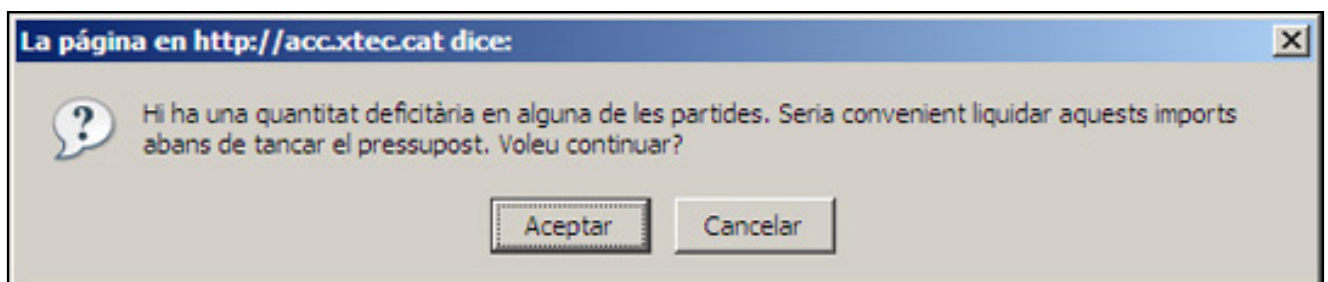 La página en http://acc.xtec.cat dice:
Hi ha una quantitat deficitària en alguna de les partides. Seria convenient liquidar aquests imports
abans de tancar el pressupost. Voleu continuar?
Aceptar
Cancelar